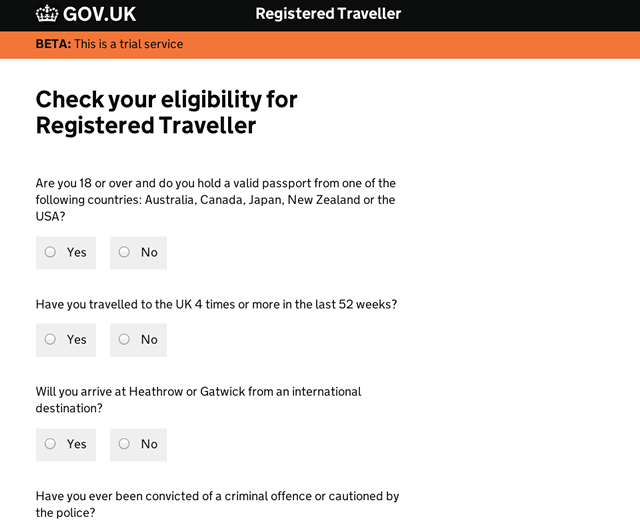 GOV.UK
Registered Traveller
BETA: This is a trial service
Check your eligibility for
Registered Traveller
Are you 18 or over and do you hold a valid passport from one of the
following countries: Australia, Canada, Japan, New Zealand or the
USA?
Yes No
Have you travelled to the UK 4 times or more in the last 52 weeks?
Yes No
Will you arrive at Heathrow or Gatwick from an international
destination?
Yes No
Have you ever been convicted of a criminal offence or cautioned by
the police?